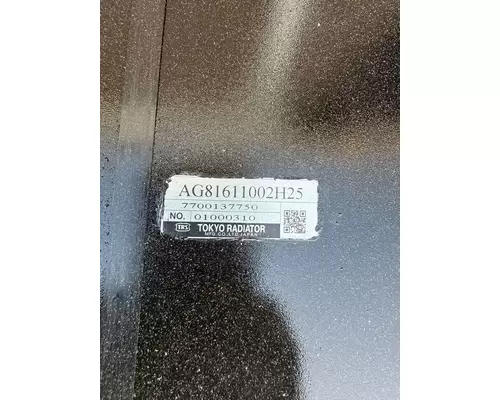 AG81611002H25
7700137750
NO. 01000310
TRS TOKYO RADIATOR
MFG.CO.,LTD.JAPAN